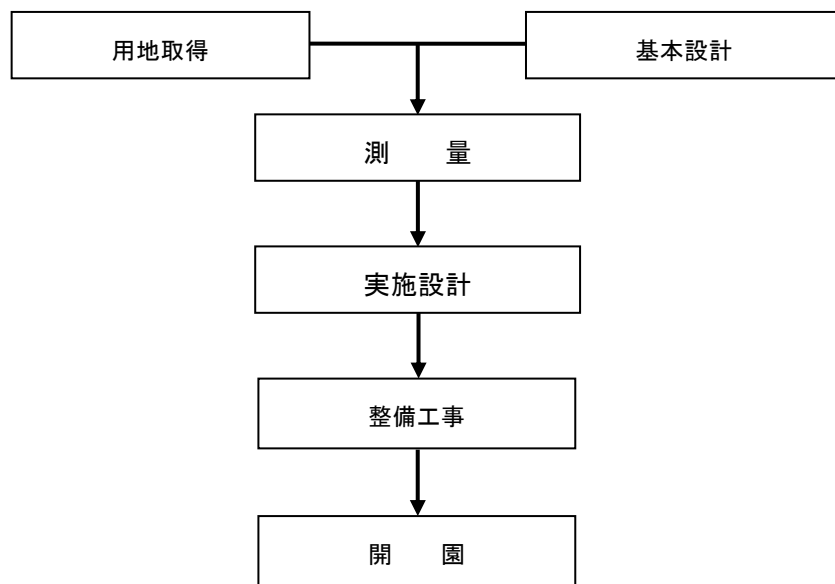 用地取得
基本設計
測　　量
実施設計
整備工事
開　　園